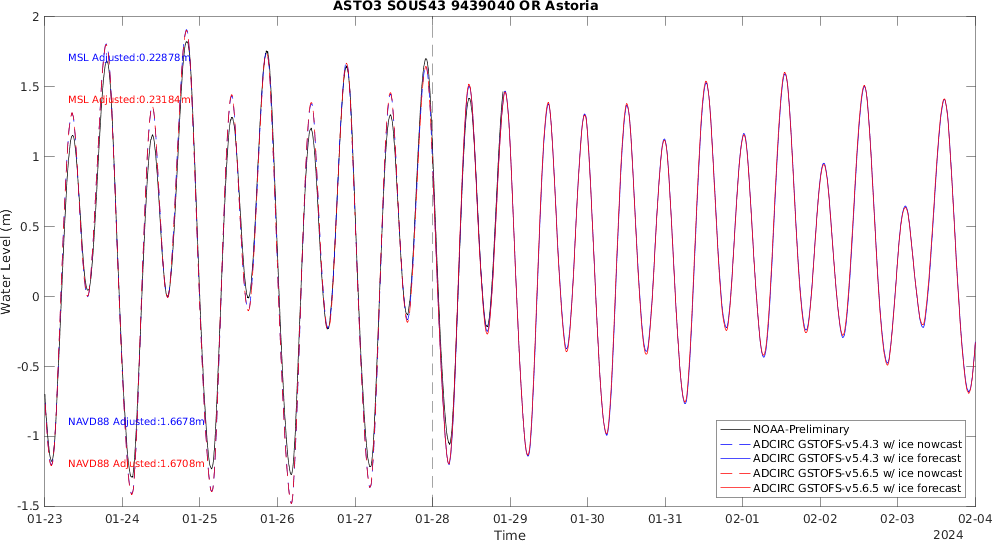 ASTO3 SOUS43 9439040 OR Astoria
Water Level (m)
2
1.5
1
0.5
0
-0.5
-1
-1.5
MSL Adjusted:0.22878m
MSL Adjusted:0.23184m
NAVD88 Adjusted:1.6678m
NAVD88 Adjusted:1.6708m
NOAA-Preliminary
ADCIRC GSTOFS-v5.4.3 w/ ice nowcast
ADCIRC GSTOFS-v5.4.3 w/ ice forecast
ADCIRC GSTOFS-v5.6.5 w/ ice nowcast
ADCIRC GSTOFS-v5.6.5 w/ ice forecast
01-23 01-24 01-25 01-26 01-27 01-28 01-29 01-30 01-31 02-01 02-02 02-03 02-04
Time
2024